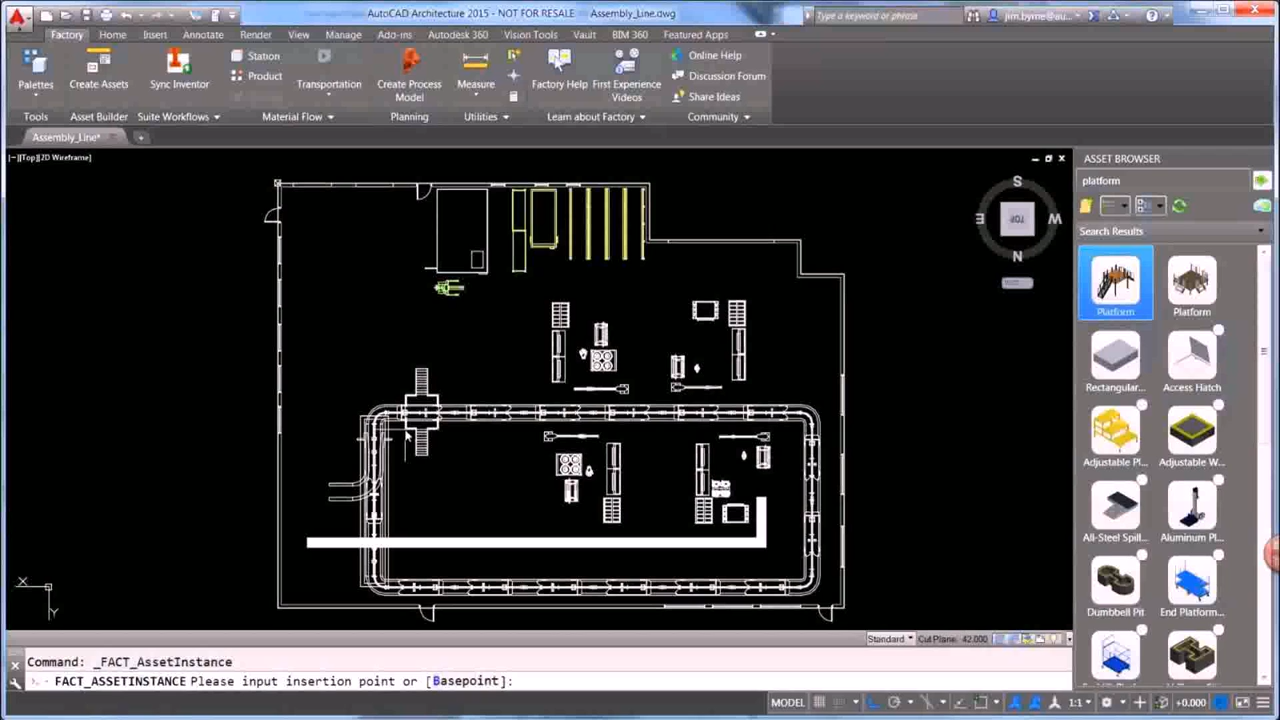 AutoCAD Architecture 2015 - NOT FOR RESALE Assembly_Line.dwg
Type a keyword or phrase
jim.byrne@au...
Factory Home Insert Annotate Render View Manage Add-ins Autodesk 360 Vision Tools Vault BIM 360 Featured Apps
Palettes
Create Assets
Sync Inventor
Station
Product
Transportation
Create Process
Model
Measure
Factory Help
First Experience
Videos
Online Help
Discussion Forum
Share Ideas
Tools Asset Builder Suite Workflows Material Flow Planning Utilities Learn about Factory Community
Assembly_Line*
[−][Top][2D Wireframe]
S
E TOP W
N
X
Y
ASSET BROWSER
platform
Search Results
Platform Platform
Rectangular... Access Hatch
Adjustable Pl... Adjustable W...
All-Steel Spill... Aluminum Pl...
Dumbbell Pit End Platform...
Standard Cut Plane: 42.000
Command: _FACT_AssetInstance
FACT_ASSETINSTANCE Please input insertion point or [Basepoint]:
MODEL 1:1 +0.000